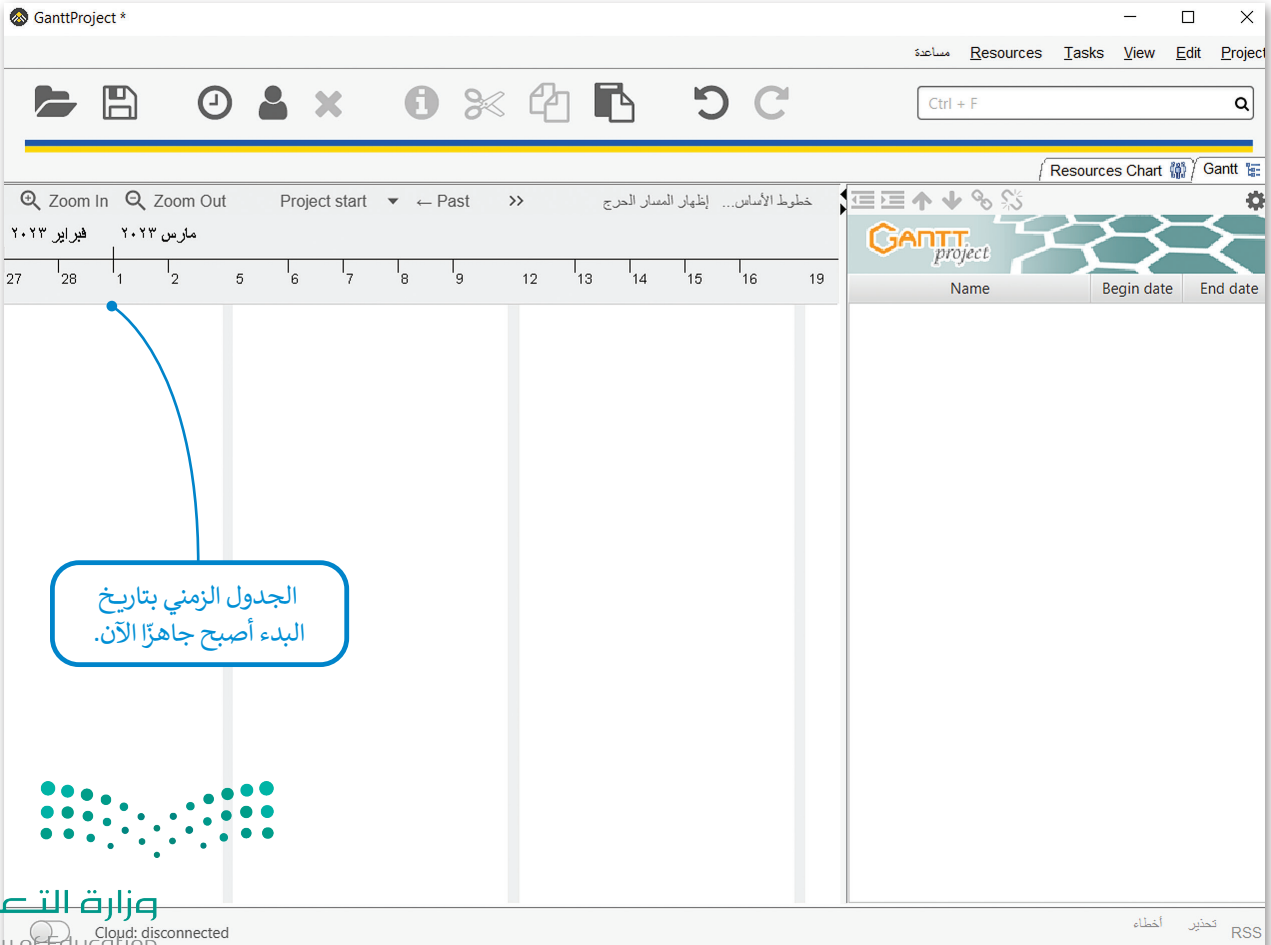 GanttProject *
مساعدة Resources Tasks View Edit Project
Ctrl + F
Resources Chart Gantt
Zoom In Zoom Out Project start ← Past >> خطوط الأساس... إظهار المسار الحرج
فبراير ٢٠٢٣ مارس ٢٠٢٣
27 28 1 2 5 6 7 8 9 12 13 14 15 16 19
GANTT project
Name Begin date End date
الجدول الزمني بتاريخ
البدء أصبح جاهزًا الآن.
وزارة التـ
Cloud: disconnected
أخطاء تحذير RSS